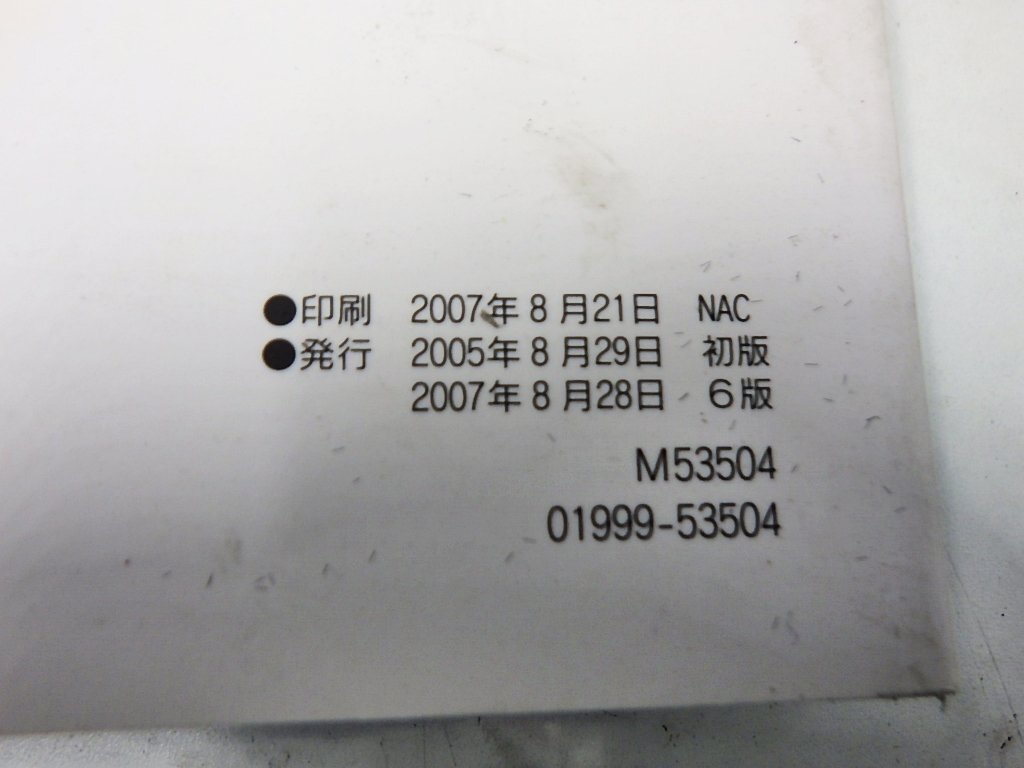 ●印刷　2007年 8 月21日　NAC
●発行　2005年 8 月29日　初版
2007年 8 月28日　６版
M53504
01999-53504